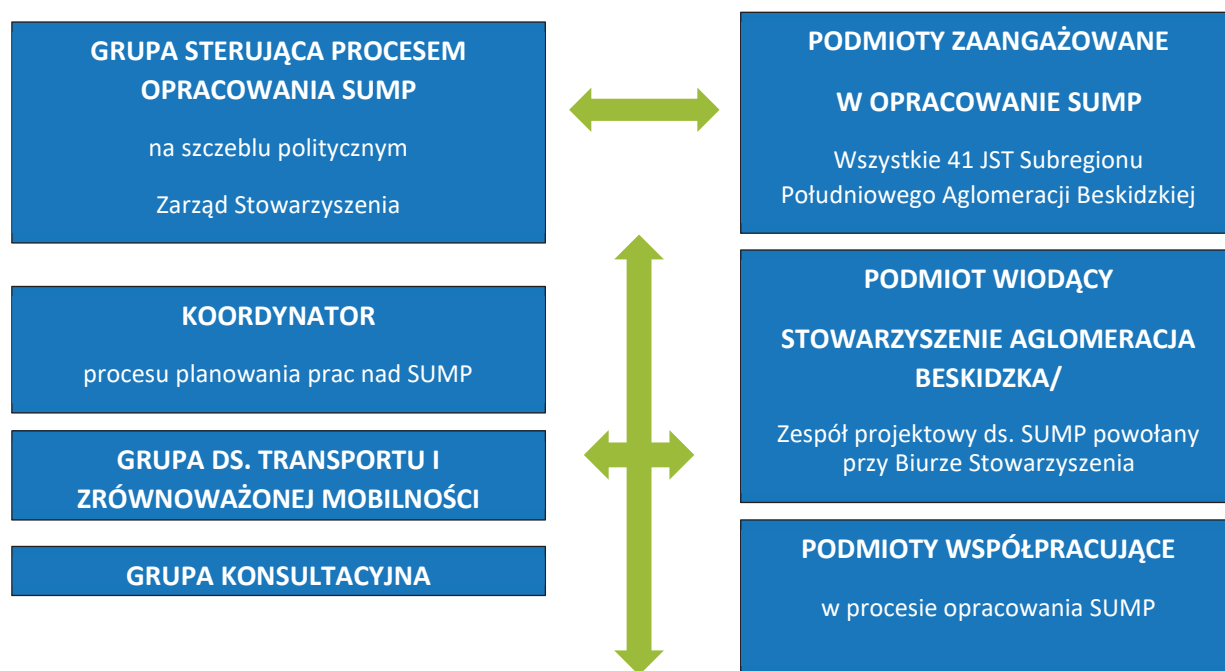 GRUPA STERUJĄCA PROCESEM
OPRACOWANIA SUMP
na szczeblu politycznym
Zarząd Stowarzyszenia
KOORDYNATOR
procesu planowania prac nad SUMP
GRUPA DS. TRANSPORTU I
ZRÓWNOWAŻONEJ MOBILNOŚCI
GRUPA KONSULTACYJNA
PODMIOTY ZAANGAŻOWANE
W OPRACOWANIE SUMP
Wszystkie 41 JST Subregionu
Południowego Aglomeracji Beskidzkiej
PODMIOT WIODĄCY
STOWARZYSZENIE AGLOMERACJA
BESKIDZKA/
Zespół projektowy ds. SUMP powołany
przy Biurze Stowarzyszenia
PODMIOTY WSPÓŁPRACUJĄCE
w procesie opracowania SUMP